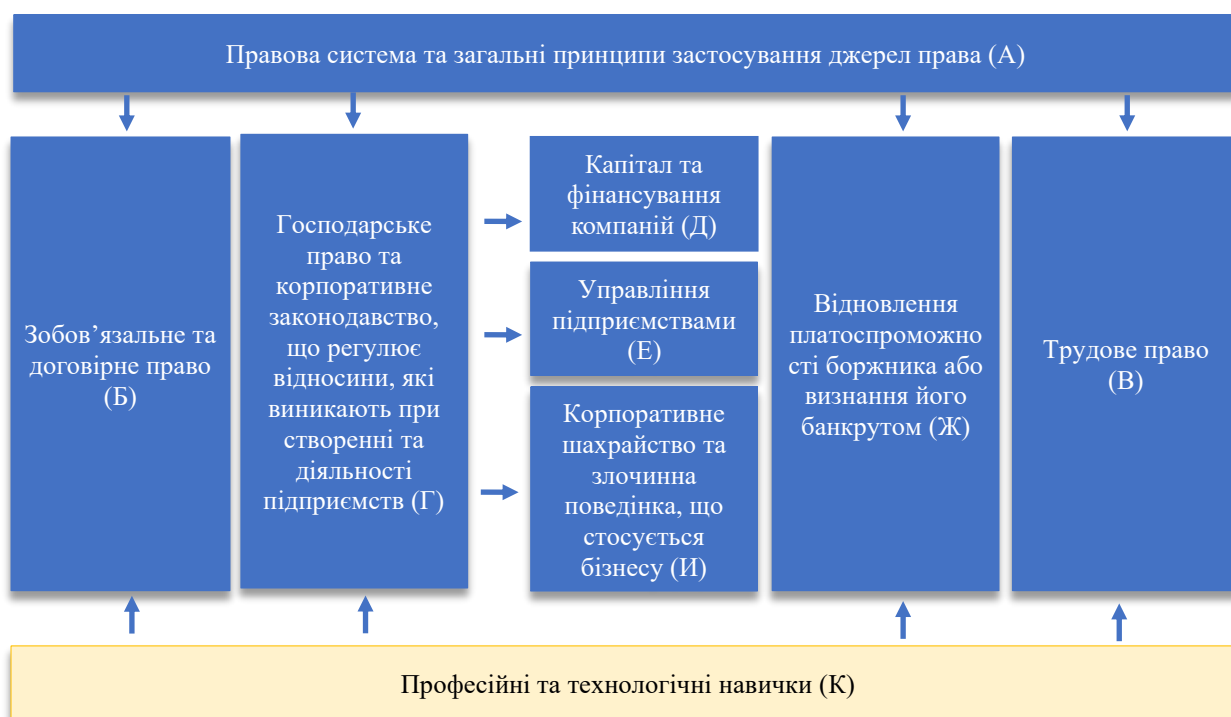 Правова система та загальні принципи застосування джерел права (А)
Зобов’язальне та
договірне право
(Б)
Господарське
право та
корпоративне
законодавство,
що регулює
відносини, які
виникають при
створенні та
діяльності
підприємств (Г)
Капітал та
фінансування
компаній (Д)
Управління
підприємствами
(Е)
Корпоративне
шахрайство та
злочинна
поведінка, що
стосується
бізнесу (И)
Відновлення
платоспроможно
сті боржника або
визнання його
банкрутом (Ж)
Трудове право
(В)
Професійні та технологічні навички (К)